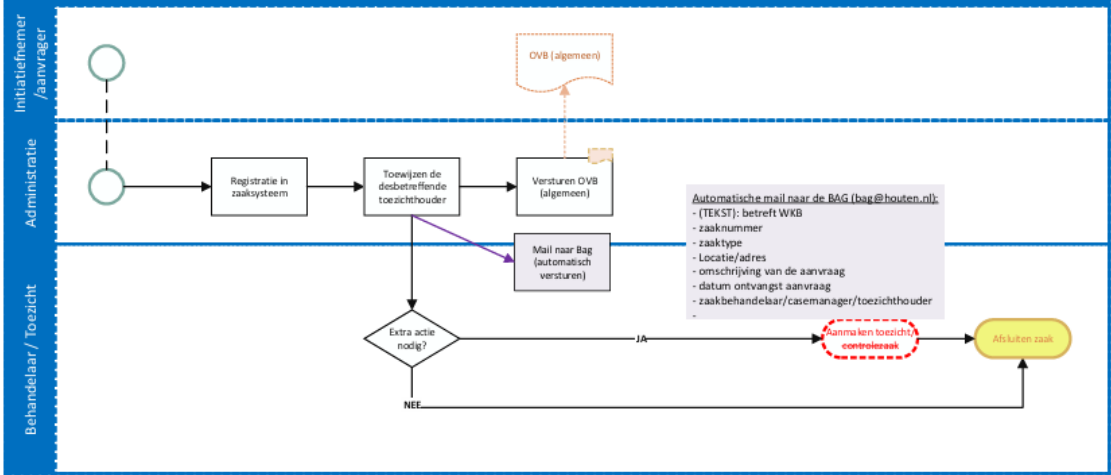 Initiatiefnemer
/aanvrager
OVB (algemeen)
Administratie
Registratie in
zaaksysteem
Toewijzen de
desbetreffende
toezichthouder
Versturen OVB
(algemeen)
Automatische mail naar de BAG (bag@houten.nl):
- (TEKST): betreft WKB
- zaaknummer
- zaaktype
- Locatie/adres
- omschrijving van de aanvraag
- datum ontvangst aanvraag
- zaakbehandelaar/casemanager/toezichthouder
-
Mail naar Bag
(automatisch
versturen)
Behandelaar / Toezicht
Extra actie
nodig?
JA
Aanmaken toezicht/
controlezaak
Afsluiten zaak
NEE